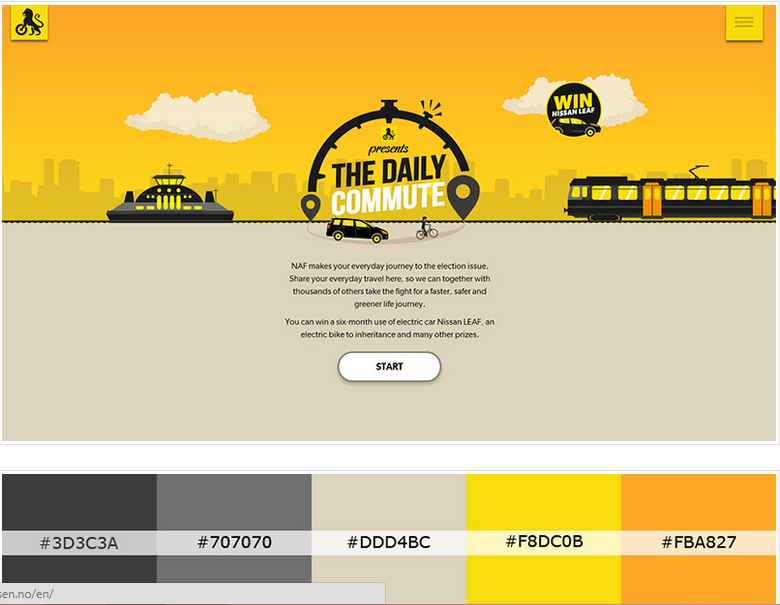 WIN
NISSAN LEAF
presents
THE DAILY
COMMUTE
NAF makes your everyday journey to the election issue.
Share your everyday travel here, so we can together with
thousands of others take the fight for a faster, safer and
greener life journey.
You can win a six-month use of electric car Nissan LEAF, an
electric bike to inheritance and many other prizes.
START
#3D3C3A #707070 #DDD4BC #F8DC0B #FBA827
sen.no/en/